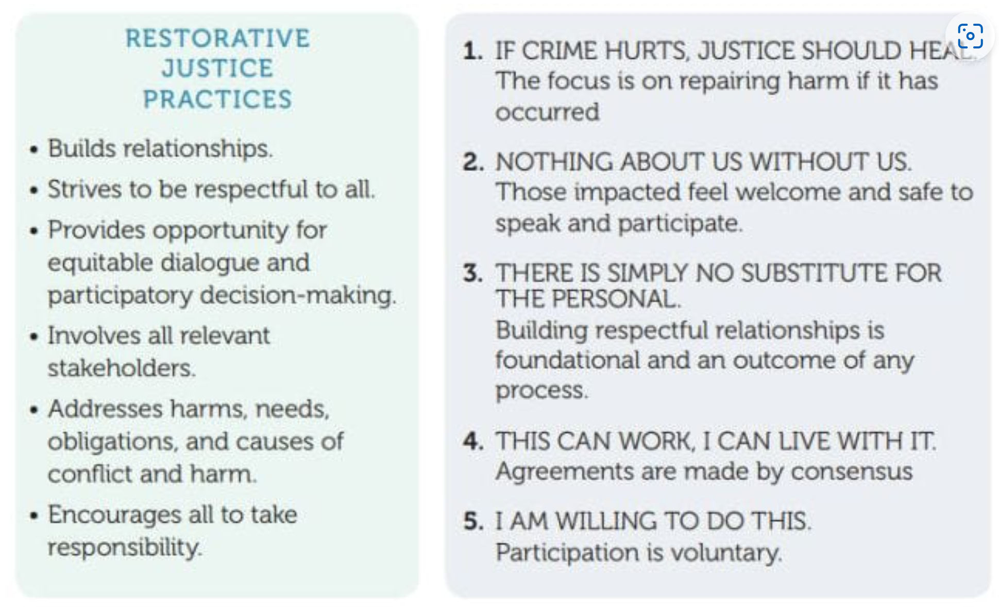 RESTORATIVE
JUSTICE
PRACTICES
• Builds relationships.
• Strives to be respectful to all.
• Provides opportunity for
equitable dialogue and
participatory decision-making.
• Involves all relevant
stakeholders.
• Addresses harms, needs,
obligations, and causes of
conflict and harm.
• Encourages all to take
responsibility.
1. IF CRIME HURTS, JUSTICE SHOULD HEAL.
The focus is on repairing harm if it has
occurred
2. NOTHING ABOUT US WITHOUT US.
Those impacted feel welcome and safe to
speak and participate.
3. THERE IS SIMPLY NO SUBSTITUTE FOR
THE PERSONAL.
Building respectful relationships is
foundational and an outcome of any
process.
4. THIS CAN WORK, I CAN LIVE WITH IT.
Agreements are made by consensus
5. I AM WILLING TO DO THIS.
Participation is voluntary.